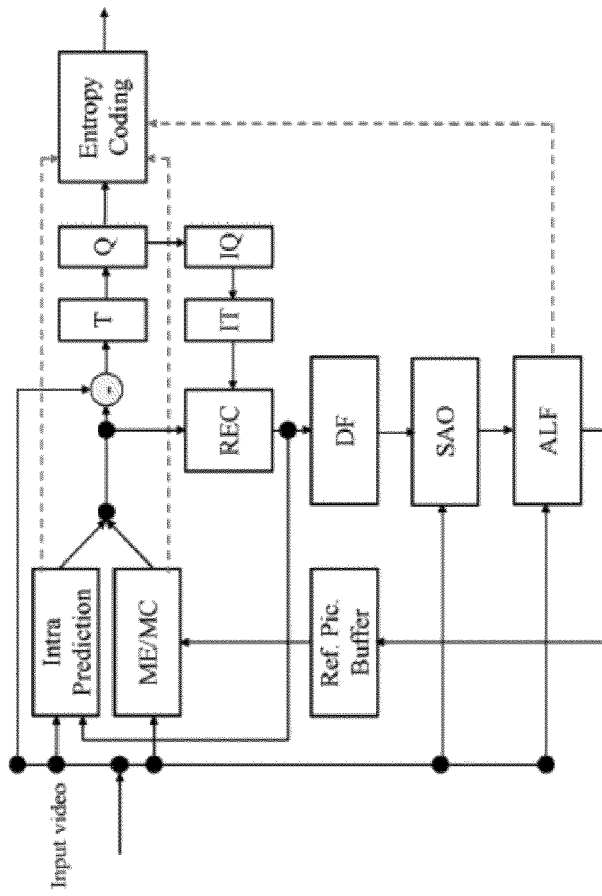 Input video
Intra
Prediction
ME/MC
-
T
Q
Entropy
Coding
REC
IT
IQ
Ref. Pic.
Buffer
DF
SAO
ALF